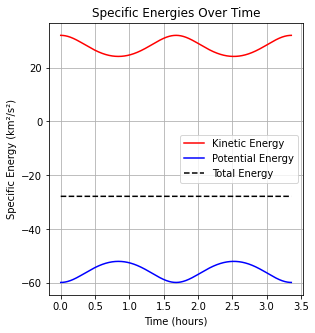 Specific Energies Over Time
Specific Energy (km²/s²)
20
0
−20
−40
−60
Kinetic Energy
Potential Energy
Total Energy
0.0 0.5 1.0 1.5 2.0 2.5 3.0 3.5
Time (hours)